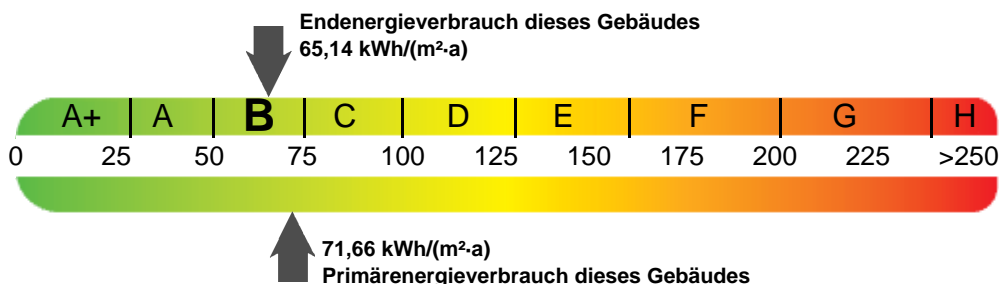 Endenergieverbrauch dieses Gebäudes
65,14 kWh/(m²·a)
A+ A B C D E F G H
0 25 50 75 100 125 150 175 200 225 >250
71,66 kWh/(m²·a)
Primärenergieverbrauch dieses Gebäudes